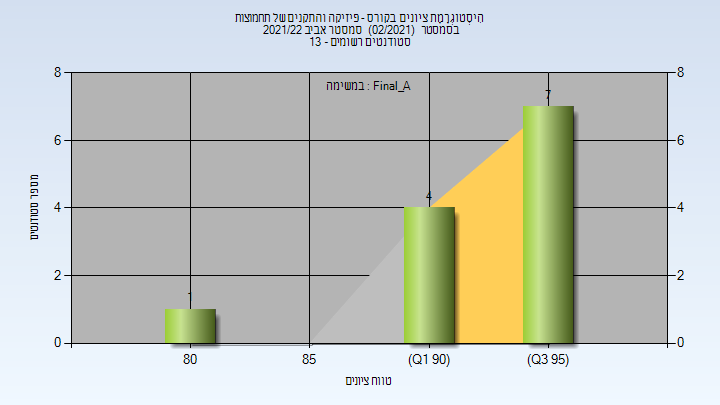 היסטוגרמת ציונים בקורס - פיזיקה והתקנים של תחמוצות
בסמסטר (02/2021) סמסטר אביב 2021/22
סטודנטים רשומים - 13
במשימה : Final_A
8 8
7
6 6
מספר סטודנטים
4 4 4
2 2
1
0 0
80 85 (Q1 90) (Q3 95)
טווח ציונים